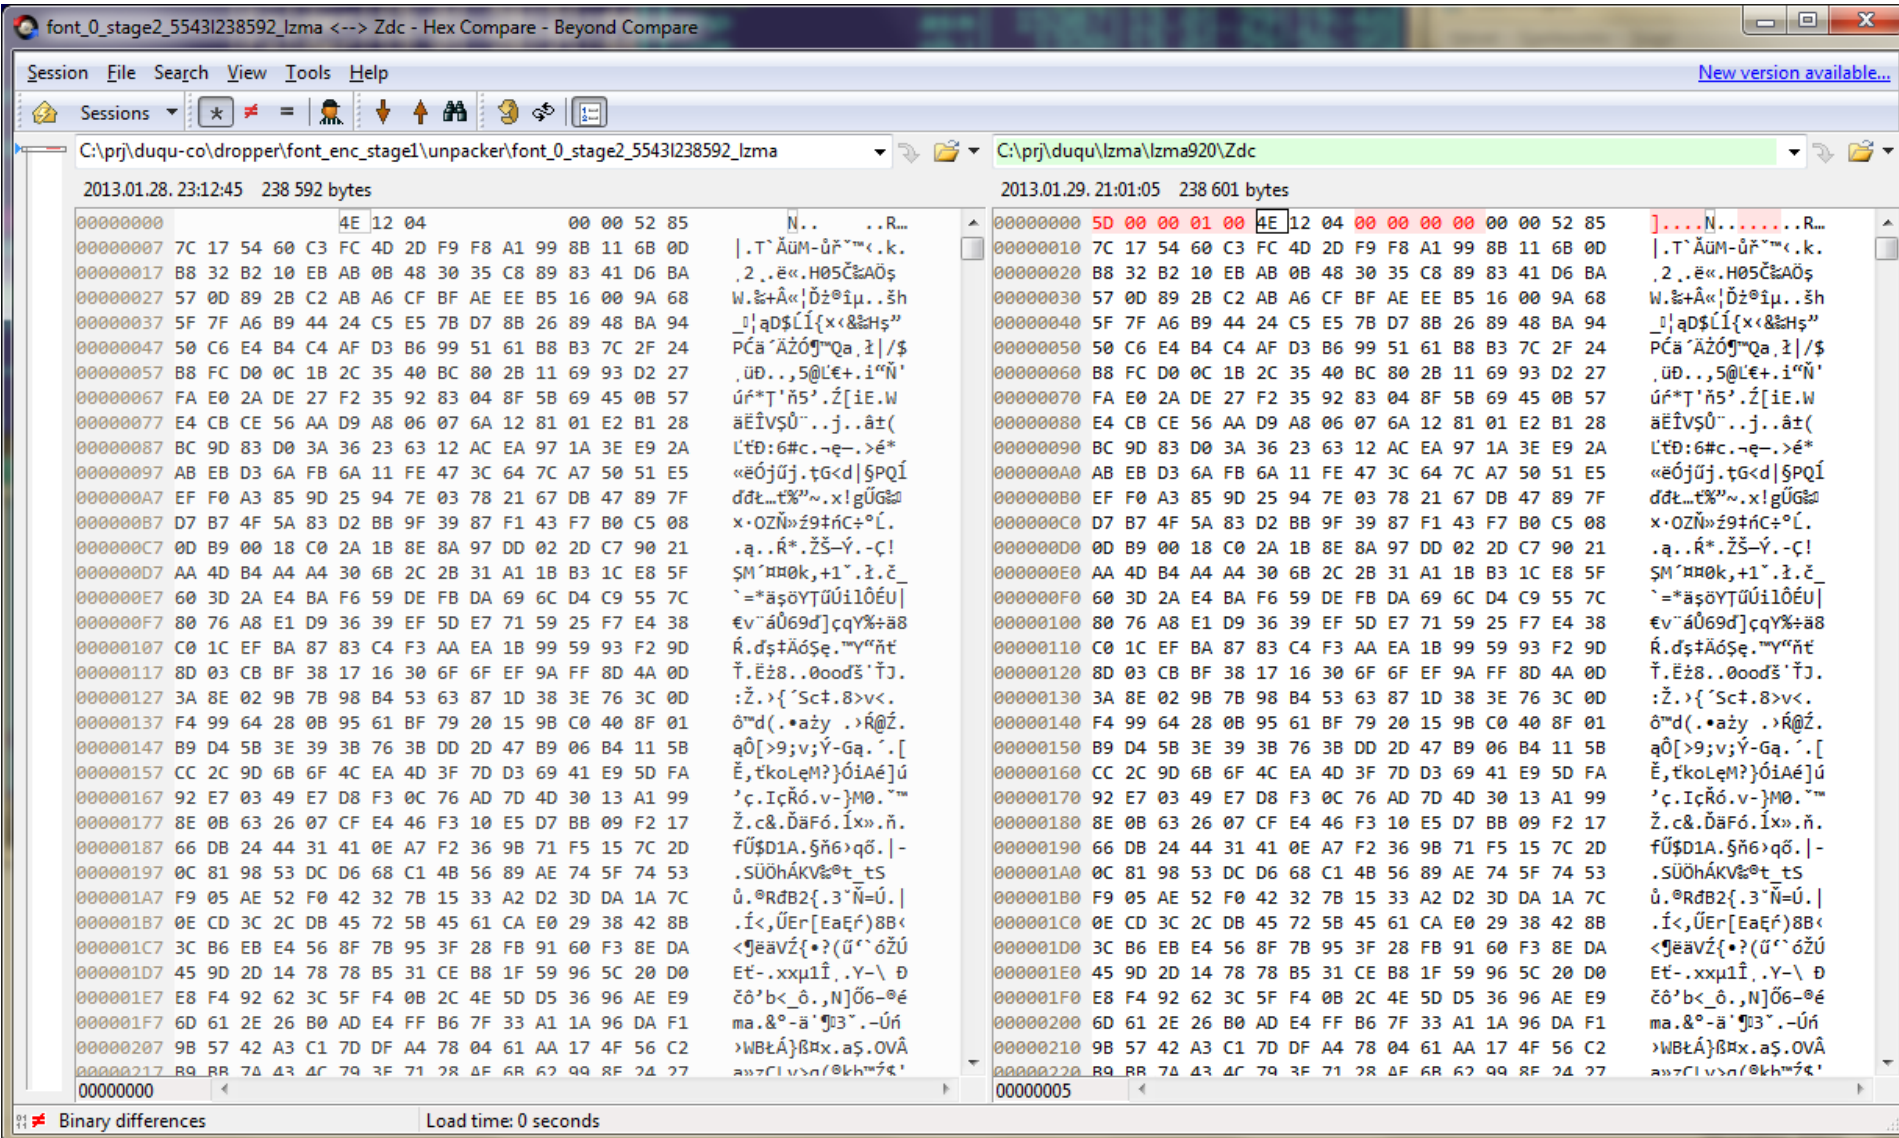 font_0_stage2_5543l238592_lzma <--> Zdc - Hex Compare - Beyond Compare
Session File Search View Tools Help
New version available...
Sessions
C:\prj\duqu-co\dropper\font_enc_stage1\unpacker\font_0_stage2_5543l238592_lzma
2013.01.28. 23:12:45 238 592 bytes
00000000 4E 12 04 00 00 52 85 N.. ..R…
00000007 7C 17 54 60 C3 FC 4D 2D F9 F8 A1 99 8B 11 6B 0D
00000017 B8 32 B2 10 EB AB 0B 48 30 35 C8 89 83 41 D6 BA
00000027 57 0D 89 2B C2 AB A6 CF BF AE EE B5 16 00 9A 68
00000037 5F 7F A6 B9 44 24 C5 E5 7B D7 8B 26 89 48 BA 94
00000047 50 C6 E4 B4 C4 AF D3 B6 99 51 61 B8 B3 7C 2F 24
00000057 B8 FC D0 0C 1B 2C 35 40 BC 80 2B 11 69 93 D2 27
00000067 FA E0 2A DE 27 F2 35 92 83 04 8F 5B 69 45 0B 57
00000077 E4 CB CE 56 AA D9 A8 06 07 6A 12 81 01 E2 B1 28
00000087 BC 9D 83 D0 3A 36 23 63 12 AC EA 97 1A 3E E9 2A
00000097 AB EB D3 6A FB 6A 11 FE 47 3C 64 7C A7 50 51 E5
000000A7 EF F0 A3 85 9D 25 94 7E 03 78 21 67 DB 47 89 7F
000000B7 D7 B7 4F 5A 83 D2 BB 9F 39 87 F1 43 F7 B0 C5 08
000000C7 0D B9 00 18 C0 2A 1B 8E 8A 97 DD 02 2D C7 90 21
000000D7 AA 4D B4 A4 A4 30 6B 2C 2B 31 A1 1B B3 1C E8 5F
000000E7 60 3D 2A E4 BA F6 59 DE FB DA 69 6C D4 C9 55 7C
000000F7 80 76 A8 E1 D9 36 39 EF 5D E7 71 59 25 F7 E4 38
00000107 C0 1C EF BA 87 83 C4 F3 AA EA 1B 99 59 93 F2 9D
00000117 8D 03 CB BF 38 17 16 30 6F 6F EF 9A FF 8D 4A 0D
00000127 3A 8E 02 9B 7B 98 B4 53 63 87 1D 38 3E 76 3C 0D
00000137 F4 99 64 28 0B 95 61 BF 79 20 15 9B C0 40 8F 01
00000147 B9 D4 5B 3E 39 3B 76 3B DD 2D 47 B9 06 B4 11 5B
00000157 CC 2C 9D 6B 6F 4C EA 4D 3F 7D D3 69 41 E9 5D FA
00000167 92 E7 03 49 E7 D8 F3 0C 76 AD 7D 4D 30 13 A1 99
00000177 8E 0B 63 26 07 CF E4 46 F3 10 E5 D7 BB 09 F2 17
00000187 66 DB 24 44 31 41 0E A7 F2 36 9B 71 F5 15 7C 2D
00000197 0C 81 98 53 DC D6 68 C1 4B 56 89 AE 74 5F 74 53
000001A7 F9 05 AE 52 F0 42 32 7B 15 33 A2 D2 3D DA 1A 7C
000001B7 0E CD 3C 2C DB 45 72 5B 45 61 CA E0 29 38 42 8B
000001C7 3C B6 EB E4 56 8F 7B 95 3F 28 FB 91 60 F3 8E DA
000001D7 45 9D 2D 14 78 78 B5 31 CE B8 1F 59 96 5C 20 D0
000001E7 E8 F4 92 62 3C 5F F4 0B 2C 4E 5D D5 36 96 AE E9
000001F7 6D 61 2E 26 B0 AD E4 FF B6 7F 33 A1 1A 96 DA F1
00000207 9B 57 42 A3 C1 7D DF A4 78 04 61 AA 17 4F 56 C2
00000217 B9 BB 7A 43 4C 79 3E 71 28 AE 6B 62 99 8F 24 27
00000000
C:\prj\duqu\lzma\lzma920\Zdc
2013.01.29. 21:01:05 238 601 bytes
00000000 5D 00 00 01 00 4E 12 04 00 00 00 00 00 00 52 85 ]....N........R…
00000010 7C 17 54 60 C3 FC 4D 2D F9 F8 A1 99 8B 11 6B 0D
00000020 B8 32 B2 10 EB AB 0B 48 30 35 C8 89 83 41 D6 BA
00000030 57 0D 89 2B C2 AB A6 CF BF AE EE B5 16 00 9A 68
00000040 5F 7F A6 B9 44 24 C5 E5 7B D7 8B 26 89 48 BA 94
00000050 50 C6 E4 B4 C4 AF D3 B6 99 51 61 B8 B3 7C 2F 24
00000060 B8 FC D0 0C 1B 2C 35 40 BC 80 2B 11 69 93 D2 27
00000070 FA E0 2A DE 27 F2 35 92 83 04 8F 5B 69 45 0B 57
00000080 E4 CB CE 56 AA D9 A8 06 07 6A 12 81 01 E2 B1 28
00000090 BC 9D 83 D0 3A 36 23 63 12 AC EA 97 1A 3E E9 2A
000000A0 AB EB D3 6A FB 6A 11 FE 47 3C 64 7C A7 50 51 E5
000000B0 EF F0 A3 85 9D 25 94 7E 03 78 21 67 DB 47 89 7F
000000C0 D7 B7 4F 5A 83 D2 BB 9F 39 87 F1 43 F7 B0 C5 08
000000D0 0D B9 00 18 C0 2A 1B 8E 8A 97 DD 02 2D C7 90 21
000000E0 AA 4D B4 A4 A4 30 6B 2C 2B 31 A1 1B B3 1C E8 5F
000000F0 60 3D 2A E4 BA F6 59 DE FB DA 69 6C D4 C9 55 7C
00000100 80 76 A8 E1 D9 36 39 EF 5D E7 71 59 25 F7 E4 38
00000110 C0 1C EF BA 87 83 C4 F3 AA EA 1B 99 59 93 F2 9D
00000120 8D 03 CB BF 38 17 16 30 6F 6F EF 9A FF 8D 4A 0D
00000130 3A 8E 02 9B 7B 98 B4 53 63 87 1D 38 3E 76 3C 0D
00000140 F4 99 64 28 0B 95 61 BF 79 20 15 9B C0 40 8F 01
00000150 B9 D4 5B 3E 39 3B 76 3B DD 2D 47 B9 06 B4 11 5B
00000160 CC 2C 9D 6B 6F 4C EA 4D 3F 7D D3 69 41 E9 5D FA
00000170 92 E7 03 49 E7 D8 F3 0C 76 AD 7D 4D 30 13 A1 99
00000180 8E 0B 63 26 07 CF E4 46 F3 10 E5 D7 BB 09 F2 17
00000190 66 DB 24 44 31 41 0E A7 F2 36 9B 71 F5 15 7C 2D
000001A0 0C 81 98 53 DC D6 68 C1 4B 56 89 AE 74 5F 74 53
000001B0 F9 05 AE 52 F0 42 32 7B 15 33 A2 D2 3D DA 1A 7C
000001C0 0E CD 3C 2C DB 45 72 5B 45 61 CA E0 29 38 42 8B
000001D0 3C B6 EB E4 56 8F 7B 95 3F 28 FB 91 60 F3 8E DA
000001E0 45 9D 2D 14 78 78 B5 31 CE B8 1F 59 96 5C 20 D0
000001F0 E8 F4 92 62 3C 5F F4 0B 2C 4E 5D D5 36 96 AE E9
00000200 6D 61 2E 26 B0 AD E4 FF B6 7F 33 A1 1A 96 DA F1
00000210 9B 57 42 A3 C1 7D DF A4 78 04 61 AA 17 4F 56 C2
00000220 B9 BB 7A 43 4C 79 3E 71 28 AE 6B 62 99 8F 24 27
00000005
Binary differences
Load time: 0 seconds